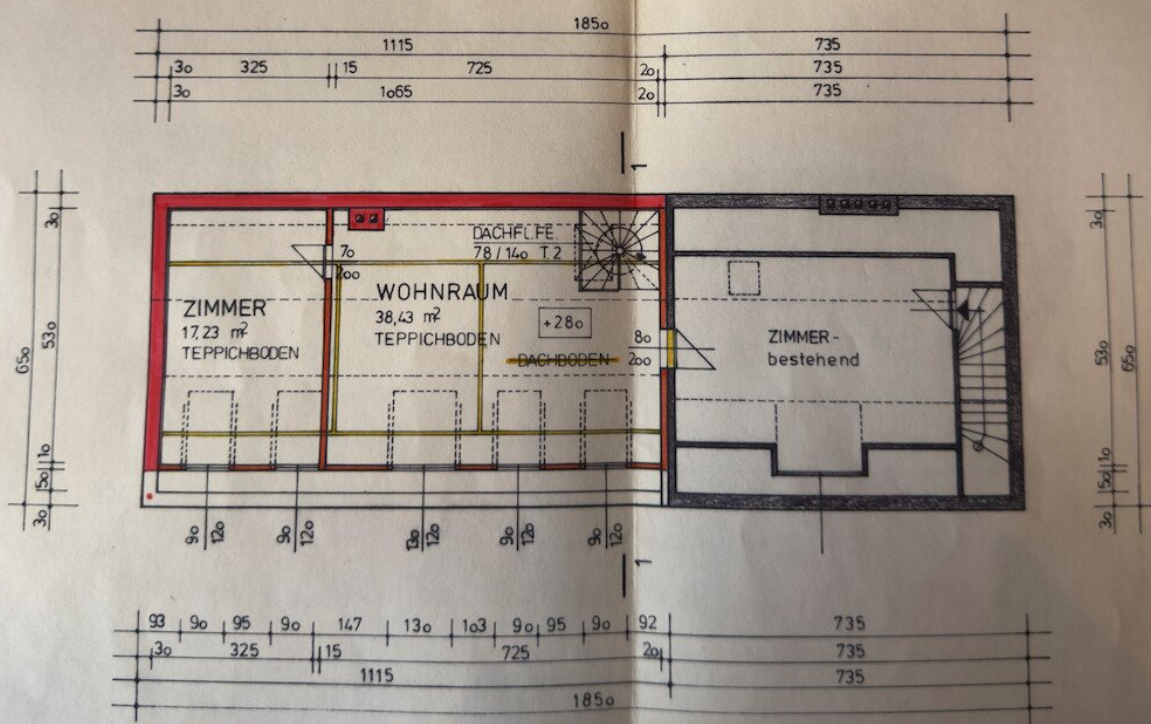 1850
1115 735
30 325 15 725 20 735
30 1065 20 735
1
30
530
650
10
50
30
70
200
DACHFL.FE.
78/140 T.2
ZIMMER
17,23 m²
TEPPICHBODEN
WOHNRAUM
38,43 m²
TEPPICHBODEN
+280
DACHBODEN
80
200
ZIMMER-
bestehend
30
530
650
10
50
30
90 120 90 120 130 120 90 120 90 120
1
93 90 95 90 147 130 103 90 95 90 92 735
30 325 15 725 20 735
1115 735
1850